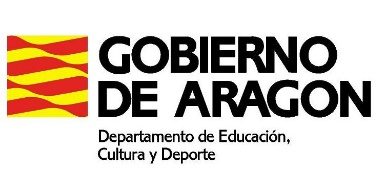 GOBIERNO
DE ARAGON
Departamento de Educación,
Cultura y Deporte